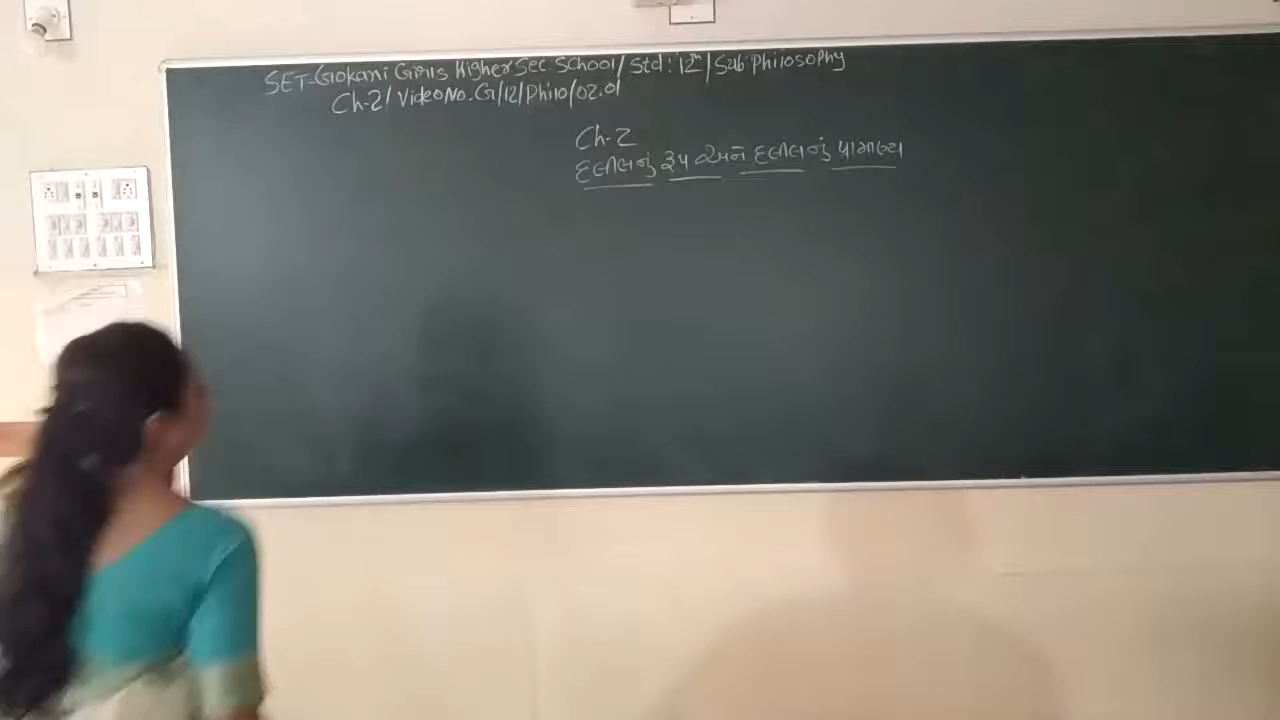 SET-Gokani Girls Higher Sec School/ Std: 12th/ Sub: Philosophy
Ch-2/ Video No. G/12/Philo/02.01
Ch-2
દલીલનું રૂપ અને દલીલનું પ્રામાણ્ય